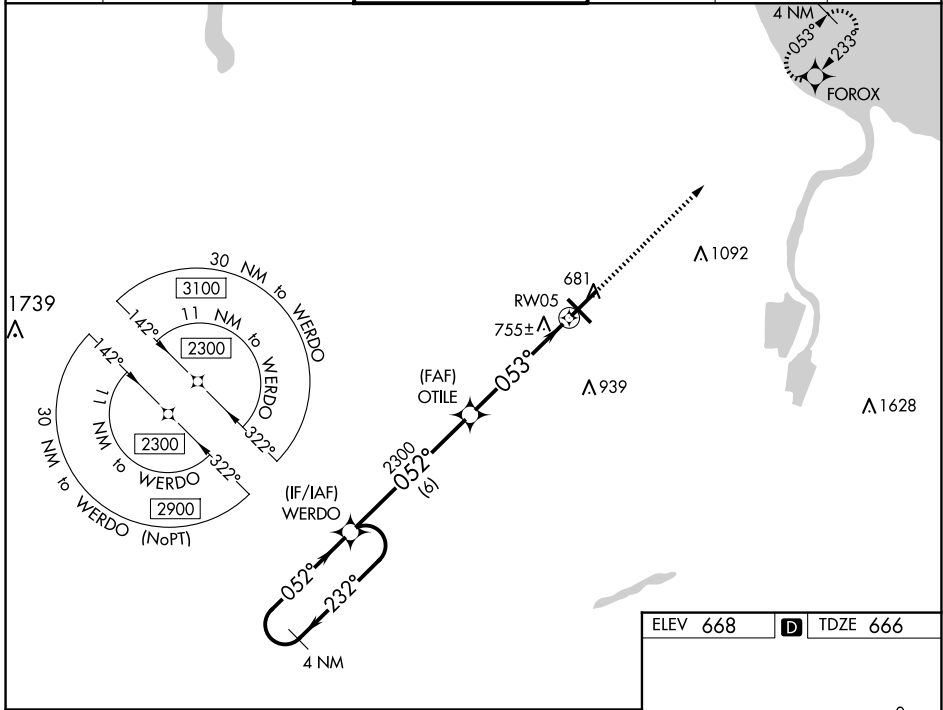 4 NM
053°
233°
FOROX
1092
681
RW05
755±
1739
30 NM to WERDO
3100
142°
11 NM to WERDO
2300
322°
142°
11 NM to WERDO
2300
322°
30 NM to WERDO (NoPT)
2900
(FAF)
OTILE
053°
939
1628
2300
052°
(6)
(IF/IAF)
WERDO
052°
232°
4 NM
ELEV 668
D
TDZE 666